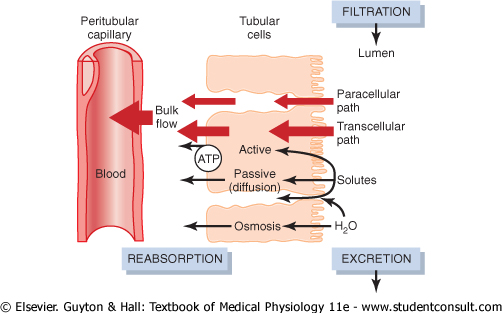 FILTRATION
Peritubular
capillary
Tubular
cells
Lumen
Paracellular
path
Bulk
flow
Transcellular
path
Active
ATP
Blood
Passive
(diffusion)
Solutes
Osmosis
H₂O
REABSORPTION
EXCRETION
© Elsevier. Guyton & Hall: Textbook of Medical Physiology 11e - www.studentconsult.com